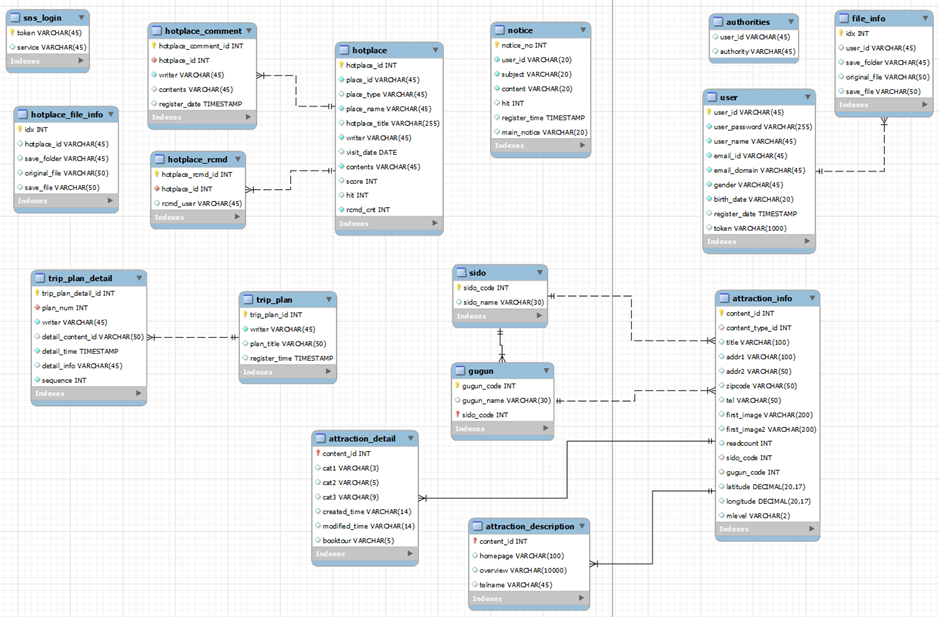 sns_login
token VARCHAR(45)
service VARCHAR(45)
Indexes
hotplace_comment
hotplace_comment_id INT
hotplace_id INT
writer VARCHAR(45)
contents VARCHAR(45)
register_date TIMESTAMP
Indexes
hotplace
hotplace_id INT
place_id VARCHAR(45)
place_type VARCHAR(45)
place_name VARCHAR(45)
hotplace_title VARCHAR(255)
writer VARCHAR(45)
visit_date DATE
contents VARCHAR(45)
score INT
hit INT
rcmd_cnt INT
Indexes
notice
notice_no INT
user_id VARCHAR(20)
subject VARCHAR(20)
content VARCHAR(20)
hit INT
register_time TIMESTAMP
main_notice VARCHAR(20)
Indexes
authorities
user_id VARCHAR(45)
authority VARCHAR(45)
file_info
idx INT
user_id VARCHAR(45)
save_folder VARCHAR(45)
original_file VARCHAR(50)
save_file VARCHAR(50)
Indexes
hotplace_file_info
idx INT
hotplace_id VARCHAR(45)
save_folder VARCHAR(45)
original_file VARCHAR(50)
save_file VARCHAR(50)
Indexes
hotplace_rcmd
hotplace_rcmd_id INT
hotplace_id INT
rcmd_user VARCHAR(45)
Indexes
user
user_id VARCHAR(45)
user_password VARCHAR(255)
user_name VARCHAR(45)
email_id VARCHAR(45)
email_domain VARCHAR(45)
gender VARCHAR(45)
birth_date VARCHAR(20)
register_date TIMESTAMP
token VARCHAR(1000)
Indexes
trip_plan_detail
trip_plan_detail_id INT
plan_num INT
writer VARCHAR(45)
detail_content_id VARCHAR(50)
detail_time TIMESTAMP
detail_info VARCHAR(45)
sequence INT
Indexes
trip_plan
trip_plan_id INT
writer VARCHAR(45)
plan_title VARCHAR(50)
register_time TIMESTAMP
Indexes
sido
sido_code INT
sido_name VARCHAR(30)
Indexes
gugun
gugun_code INT
gugun_name VARCHAR(30)
sido_code INT
Indexes
attraction_info
content_id INT
content_type_id INT
title VARCHAR(100)
addr1 VARCHAR(100)
addr2 VARCHAR(50)
zipcode VARCHAR(50)
tel VARCHAR(50)
first_image VARCHAR(200)
first_image2 VARCHAR(200)
readcount INT
sido_code INT
gugun_code INT
latitude DECIMAL(20,17)
longitude DECIMAL(20,17)
mlevel VARCHAR(2)
Indexes
attraction_detail
content_id INT
cat1 VARCHAR(3)
cat2 VARCHAR(5)
cat3 VARCHAR(9)
created_time VARCHAR(14)
modified_time VARCHAR(14)
booktour VARCHAR(5)
Indexes
attraction_description
content_id INT
homepage VARCHAR(100)
overview VARCHAR(10000)
telname VARCHAR(45)
Indexes